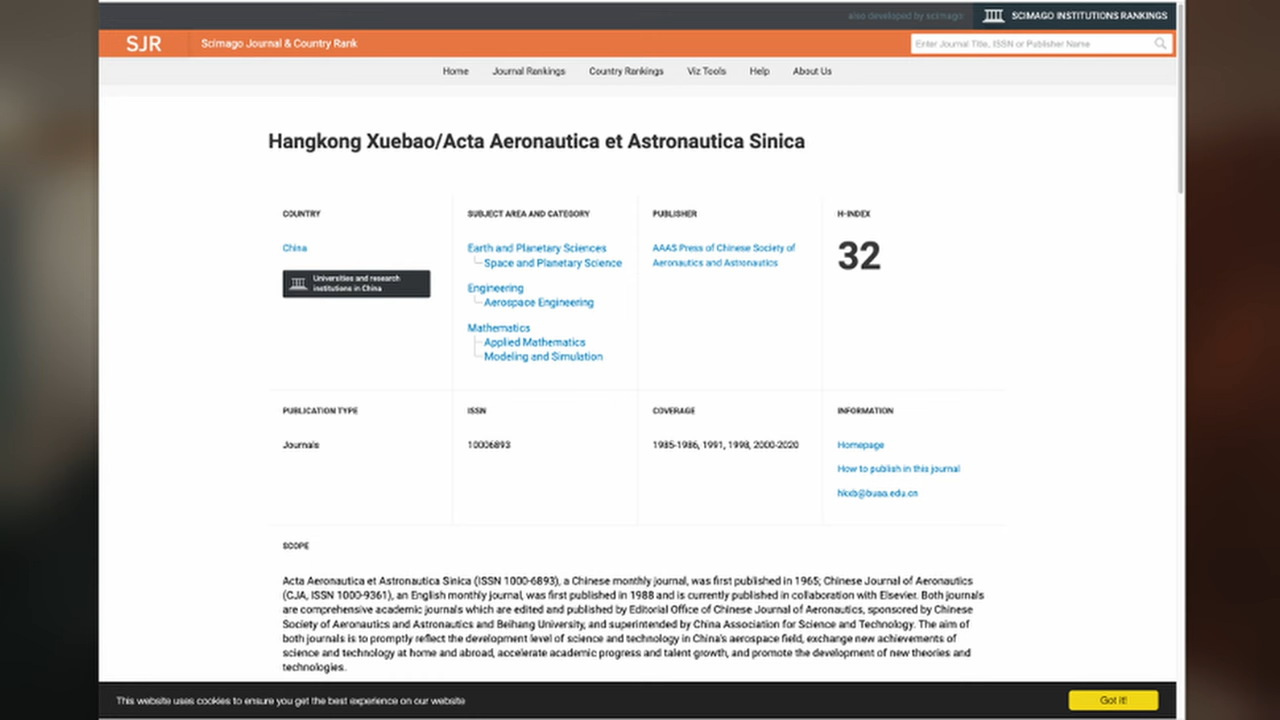 also developed by scimago:
SCIMAGO INSTITUTIONS RANKINGS
SJR
Scimago Journal & Country Rank
Enter Journal Title, ISSN or Publisher Name
Home
Journal Rankings
Country Rankings
Viz Tools
Help
About Us
Hangkong Xuebao/Acta Aeronautica et Astronautica Sinica
COUNTRY
China
Universities and research
institutions in China
SUBJECT AREA AND CATEGORY
Earth and Planetary Sciences
Space and Planetary Science
Engineering
Aerospace Engineering
Mathematics
Applied Mathematics
Modeling and Simulation
PUBLISHER
AAAS Press of Chinese Society of
Aeronautics and Astronautics
H-INDEX
32
PUBLICATION TYPE
Journals
ISSN
10006893
COVERAGE
1985-1986, 1991, 1998, 2000-2020
INFORMATION
Homepage
How to publish in this journal
hkxb@buaa.edu.cn
SCOPE
Acta Aeronautica et Astronautica Sinica (ISSN 1000-6893), a Chinese monthly journal, was first published in 1965; Chinese Journal of Aeronautics
(CJA, ISSN 1000-9361), an English monthly journal, was first published in 1988 and is currently published in collaboration with Elsevier. Both journals
are comprehensive academic journals which are edited and published by Editorial Office of Chinese Journal of Aeronautics, sponsored by Chinese
Society of Aeronautics and Astronautics and Beihang University, and superintended by China Association for Science and Technology. The aim of
both journals is to promptly reflect the development level of science and technology in China's aerospace field, exchange new achievements of
science and technology at home and abroad, accelerate academic progress and talent growth, and promote the development of new theories and
technologies.
This website uses cookies to ensure you get the best experience on our website
Got it!